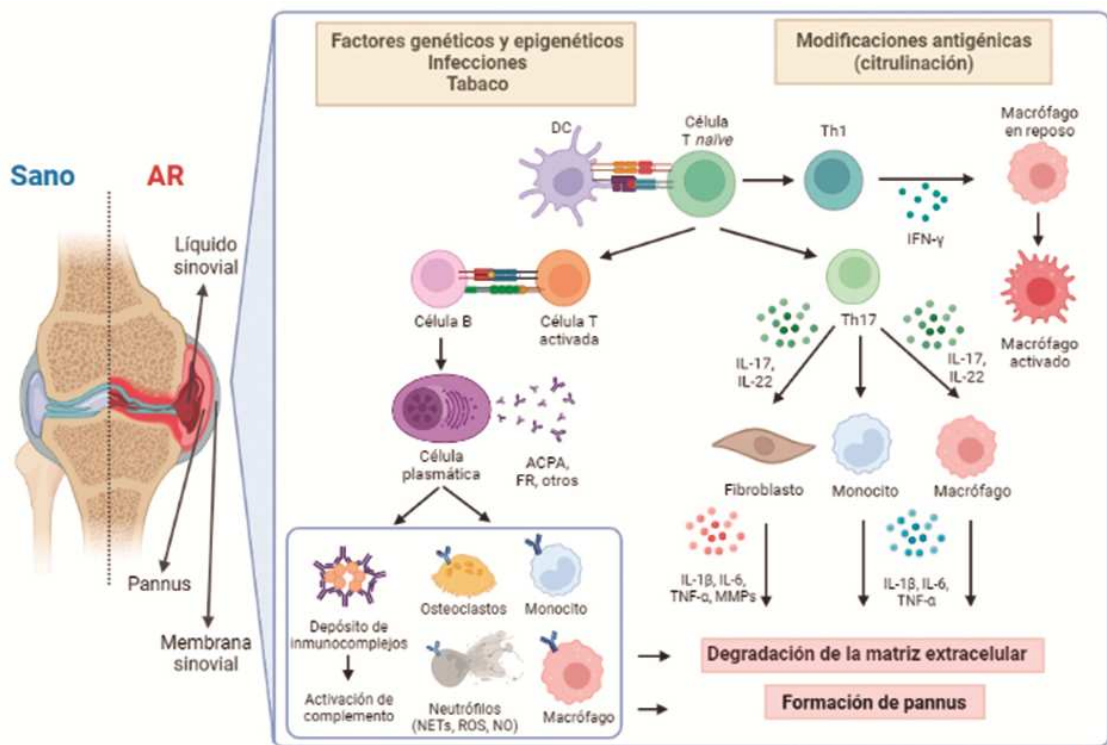 Factores genéticos y epigenéticos
Infecciones
Tabaco
Modificaciones antigénicas
(citrulinación)
DC
Célula
T naïve
Th1
Macrófago
en reposo
IFN-γ
Sano
AR
Líquido
sinovial
Célula B
Célula T
activada
Th17
Macrófago
activado
IL-17,
IL-22
IL-17,
IL-22
Célula
plasmática
ACPA,
FR, otros
Fibroblasto
Monocito
Macrófago
Pannus
Membrana
sinovial
Osteoclastos
Monocito
Depósito de
inmunocomplejos
Activación de
complemento
Neutrófilos
(NETs, ROS, NO)
Macrófago
IL-1β, IL-6,
TNF-α, MMPs
IL-1β, IL-6,
TNF-α
Degradación de la matriz extracelular
Formación de pannus